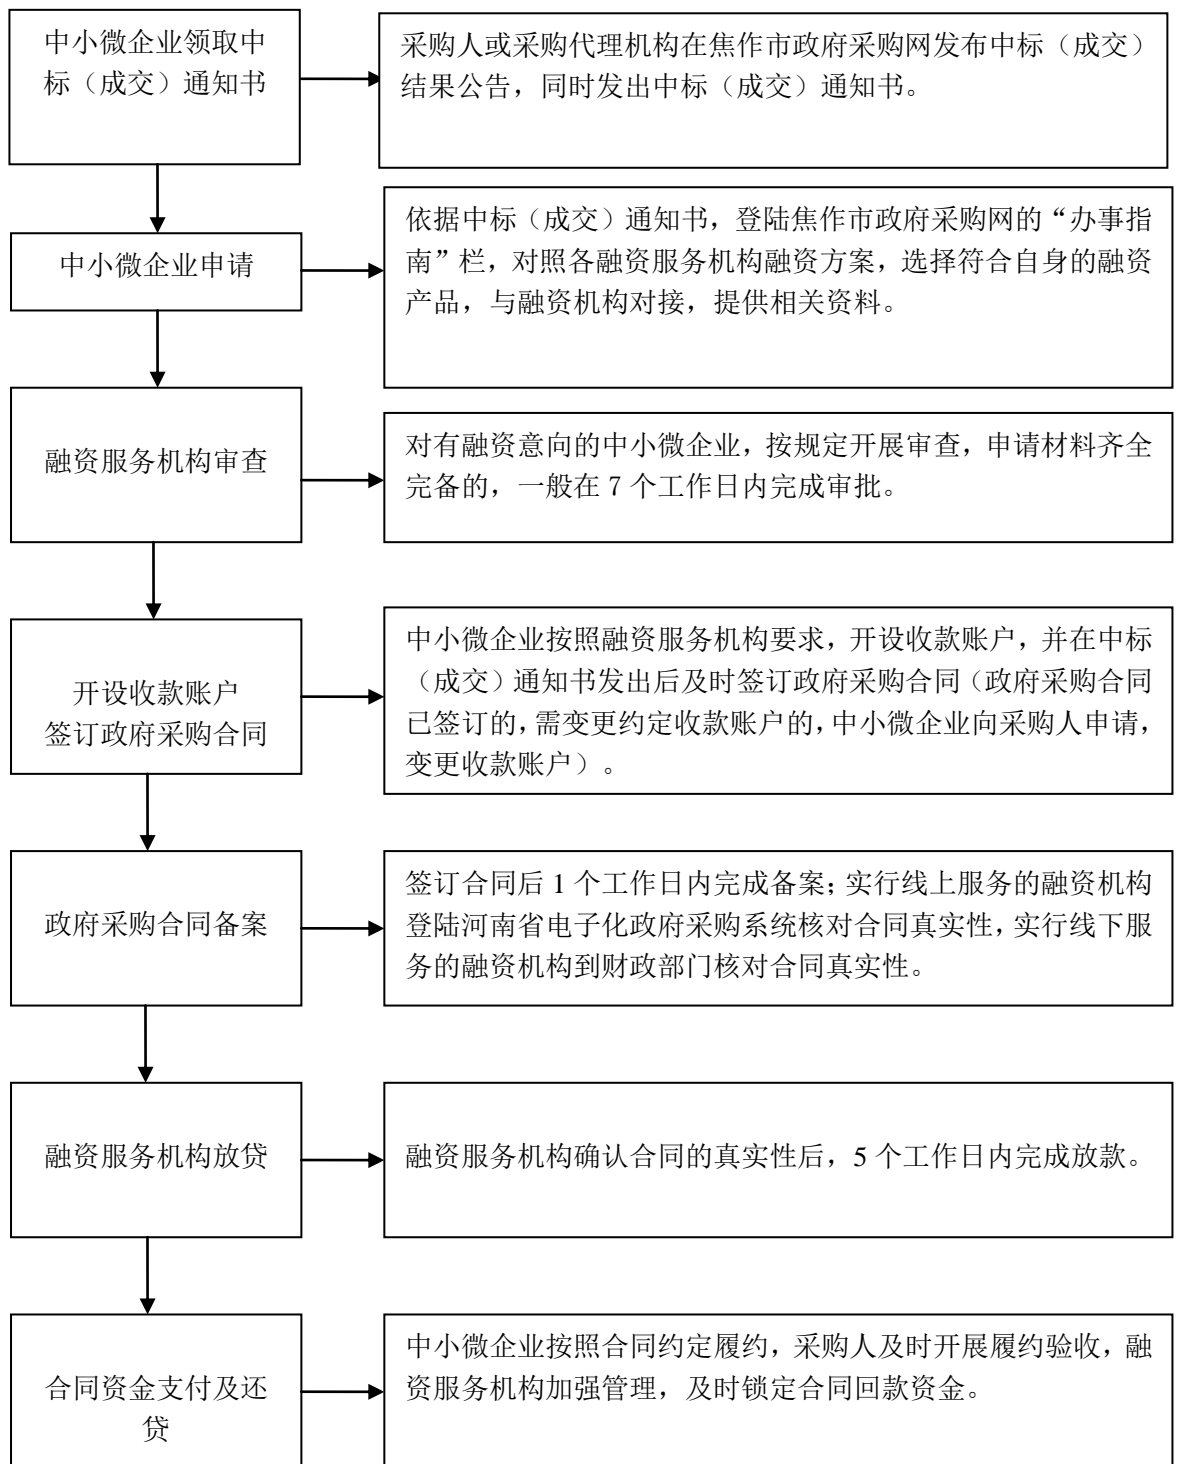 中小微企业领取中
标（成交）通知书
采购人或采购代理机构在焦作市政府采购网发布中标（成交）
结果公告，同时发出中标（成交）通知书。
中小微企业申请
依据中标（成交）通知书，登陆焦作市政府采购网的“办事指
南”栏，对照各融资服务机构融资方案，选择符合自身的融资
产品，与融资机构对接，提供相关资料。
融资服务机构审查
对有融资意向的中小微企业，按规定开展审查，申请材料齐全
完备的，一般在 7 个工作日内完成审批。
开设收款账户
签订政府采购合同
中小微企业按照融资服务机构要求，开设收款账户，并在中标
（成交）通知书发出后及时签订政府采购合同（政府采购合同
已签订的，需变更约定收款账户的，中小微企业向采购人申请，
变更收款账户）。
政府采购合同备案
签订合同后 1 个工作日内完成备案；实行线上服务的融资机构
登陆河南省电子化政府采购系统核对合同真实性，实行线下服
务的融资机构到财政部门核对合同真实性。
融资服务机构放贷
融资服务机构确认合同的真实性后，5 个工作日内完成放款。
合同资金支付及还
贷
中小微企业按照合同约定履约，采购人及时开展履约验收，融
资服务机构加强管理，及时锁定合同回款资金。